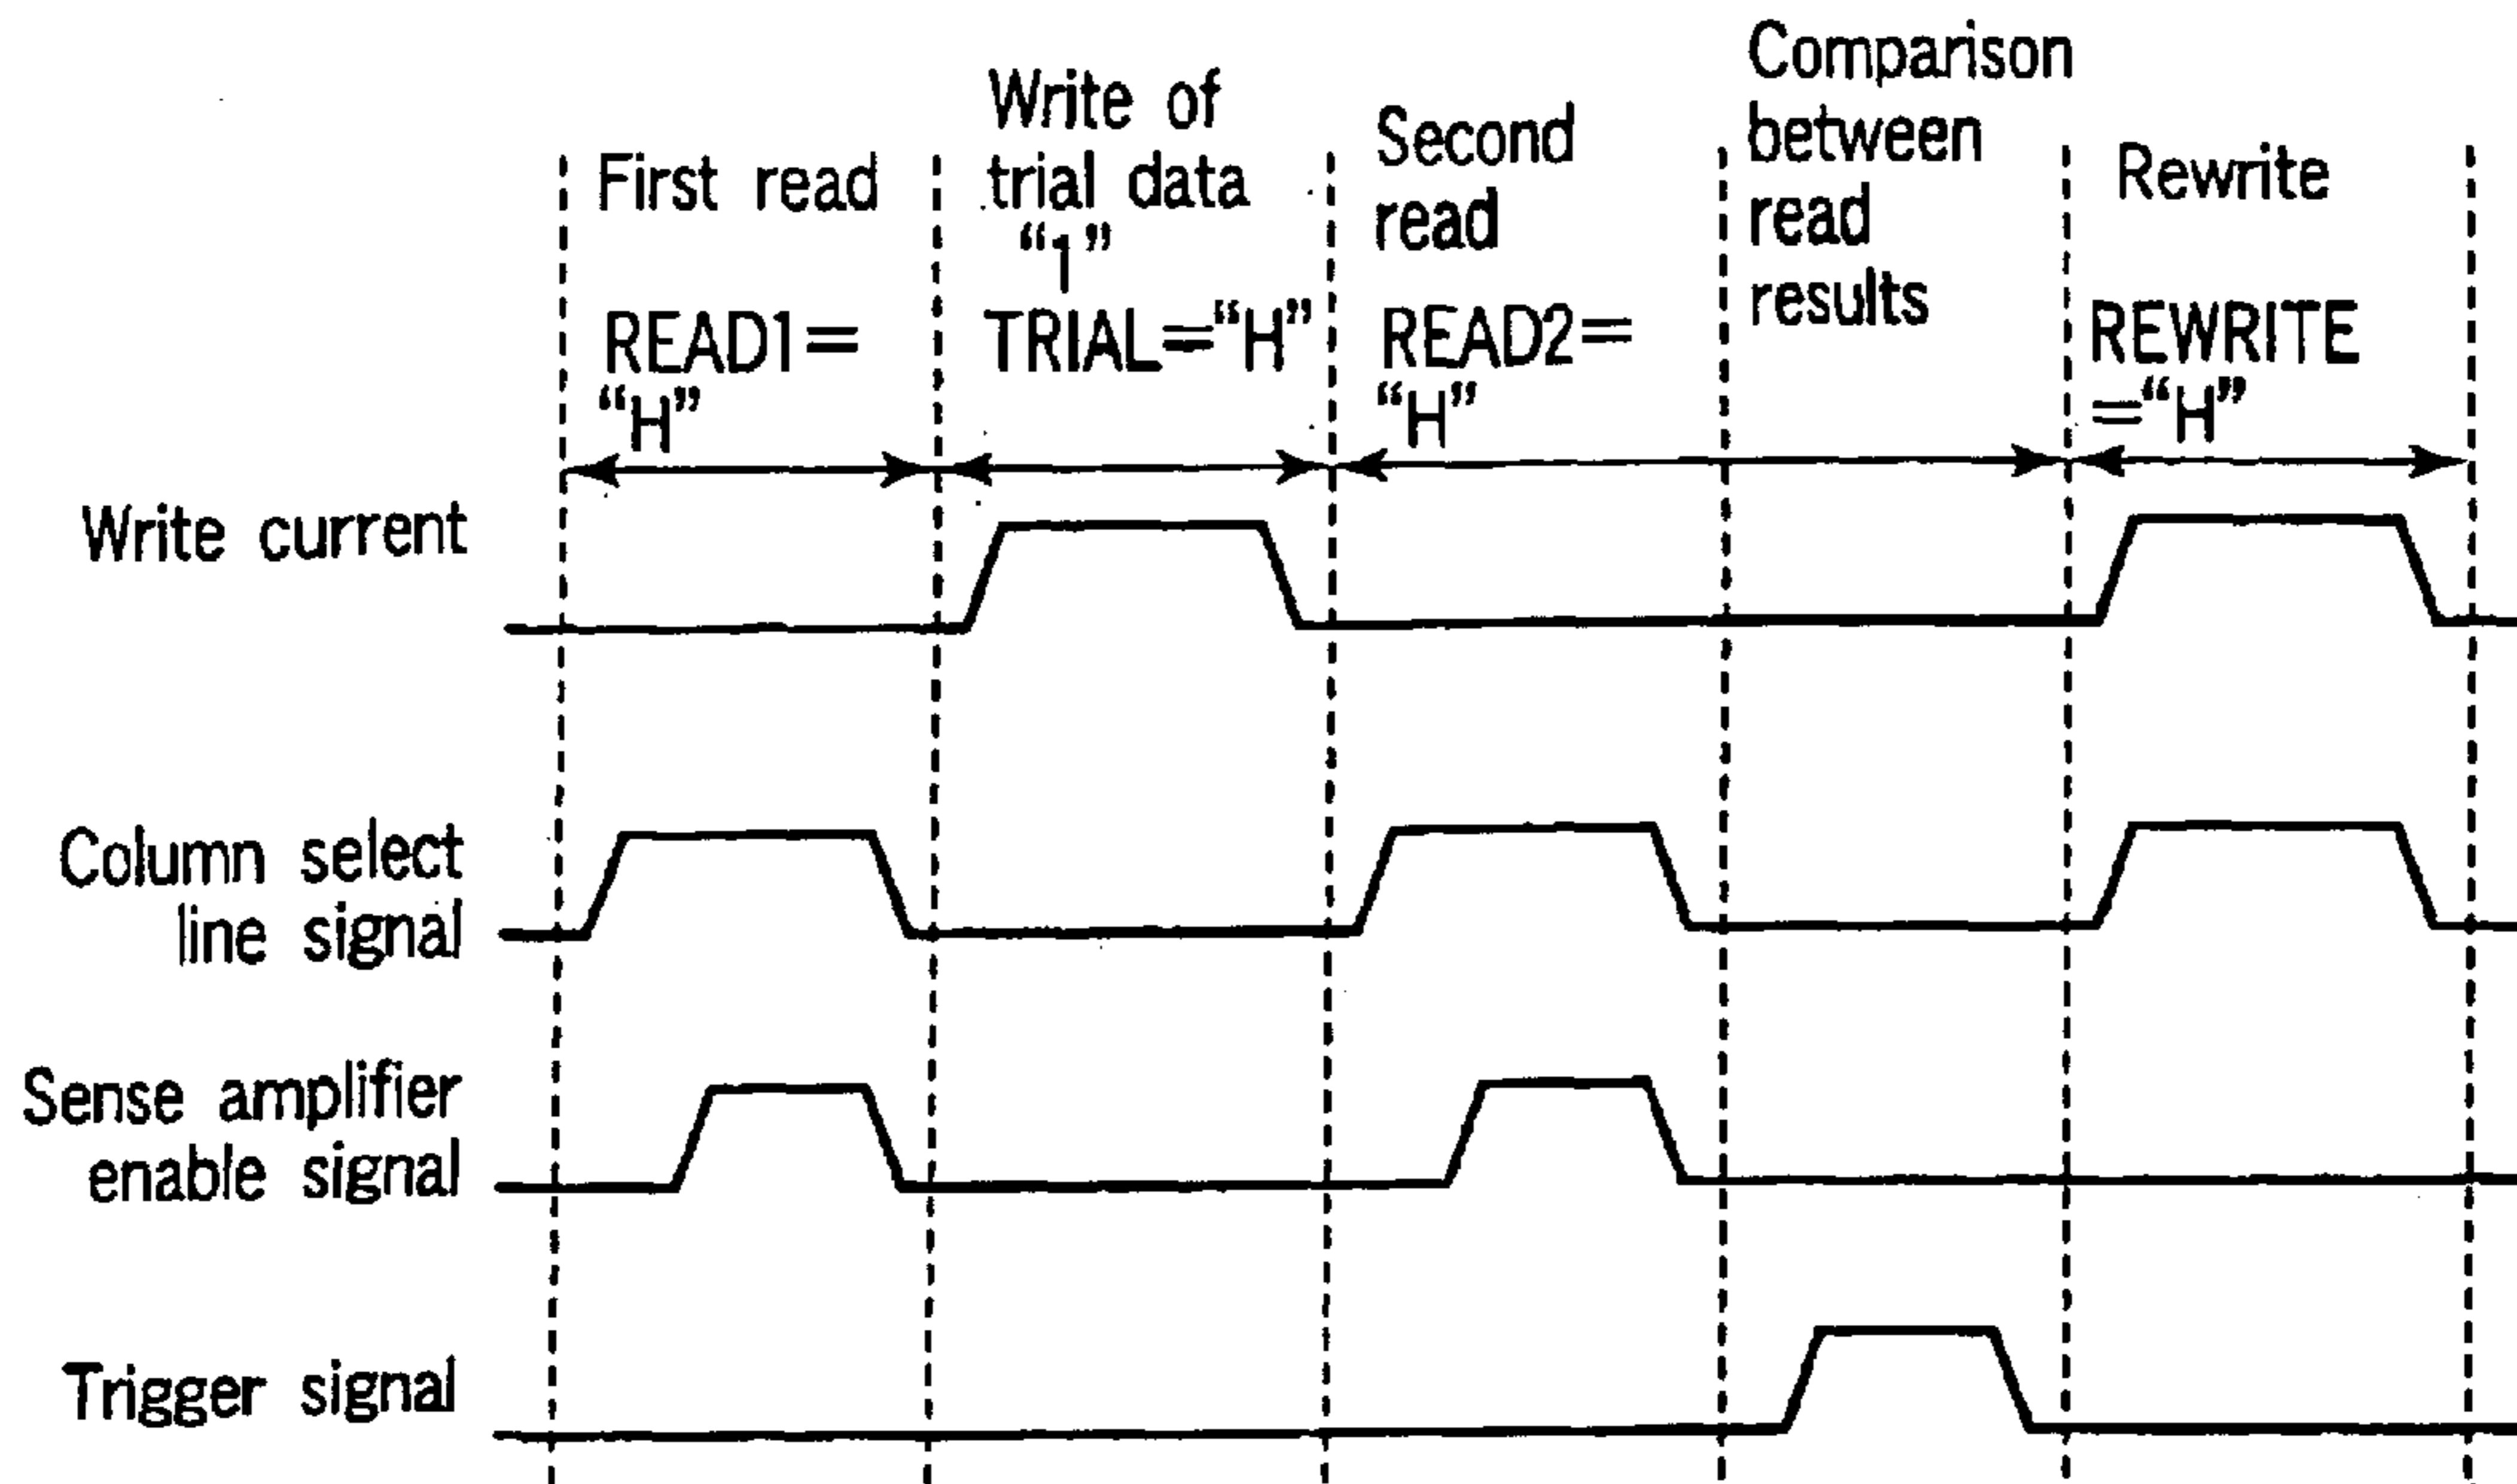 First read
READ1=
“H”
Write of
trial data
“1”
TRIAL=“H”
Second
read
READ2=
“H”
Comparison
between
read
results
Rewrite
REWRITE
=“H”
Write current
Column select
line signal
Sense amplifier
enable signal
Trigger signal